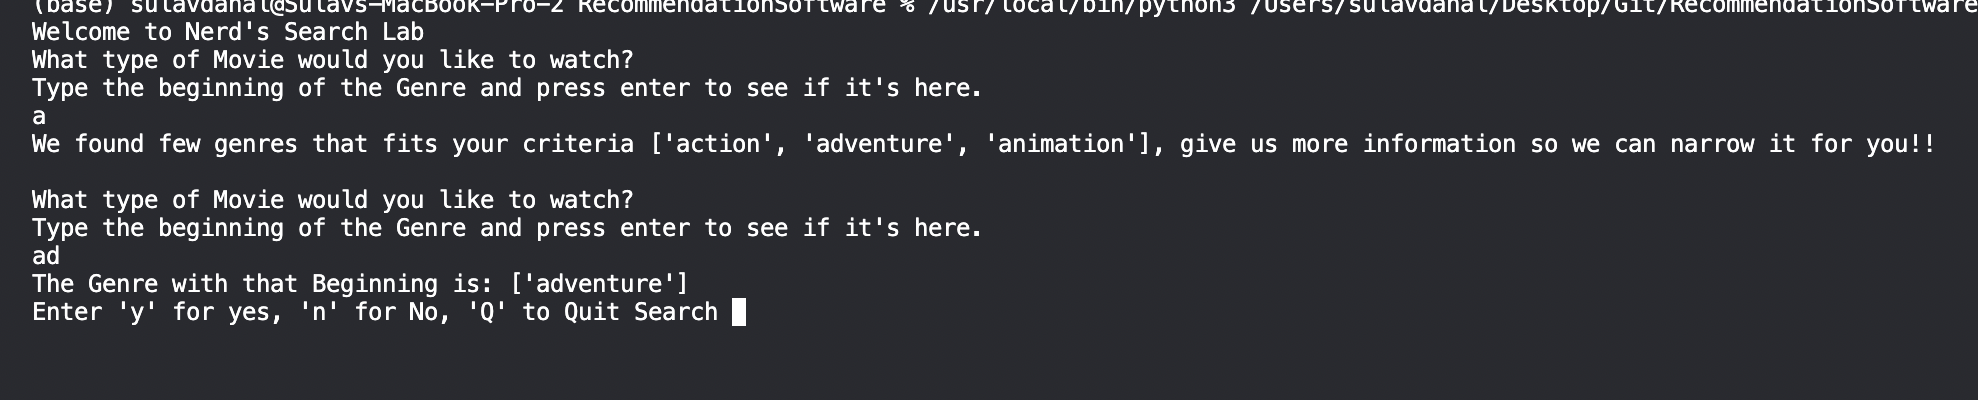 (base) sulavdahal@Sulavs-MacBook-Pro-2 RecommendationSoftware % /usr/local/bin/python3 /Users/sulavdahal/Desktop/Git/RecommendationSoftware
Welcome to Nerd's Search Lab
What type of Movie would you like to watch?
Type the beginning of the Genre and press enter to see if it's here.
a
We found few genres that fits your criteria ['action', 'adventure', 'animation'], give us more information so we can narrow it for you!!
What type of Movie would you like to watch?
Type the beginning of the Genre and press enter to see if it's here.
ad
The Genre with that Beginning is: ['adventure']
Enter 'y' for yes, 'n' for No, 'Q' to Quit Search